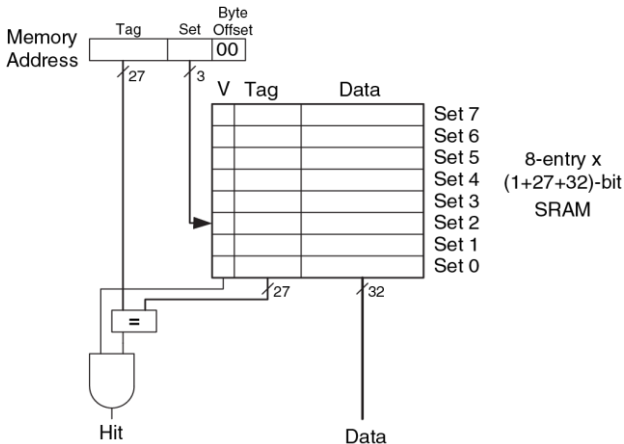 Byte
Tag Set Offset
Memory
Address
00
27 3
V Tag Data
Set 7
Set 6
Set 5
Set 4
Set 3
Set 2
Set 1
Set 0
8-entry x
(1+27+32)-bit
SRAM
27 32
=
Hit
Data